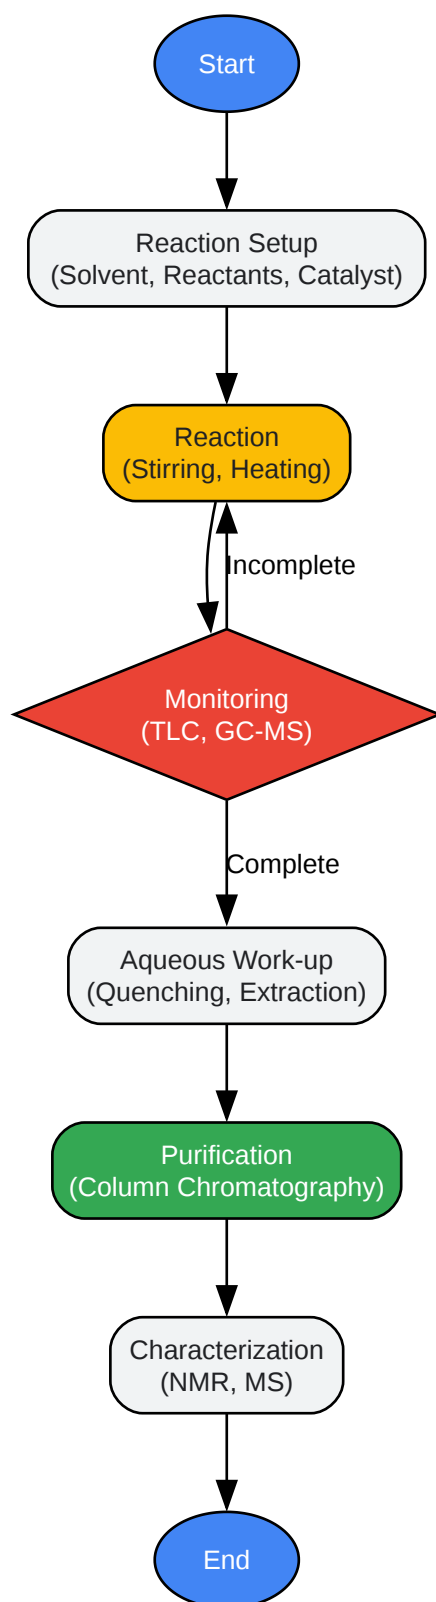 Start
Reaction Setup
(Solvent, Reactants, Catalyst)
Reaction
(Stirring, Heating)
Incomplete
Monitoring
(TLC, GC-MS)
Complete
Aqueous Work-up
(Quenching, Extraction)
Purification
(Column Chromatography)
Characterization
(NMR, MS)
End